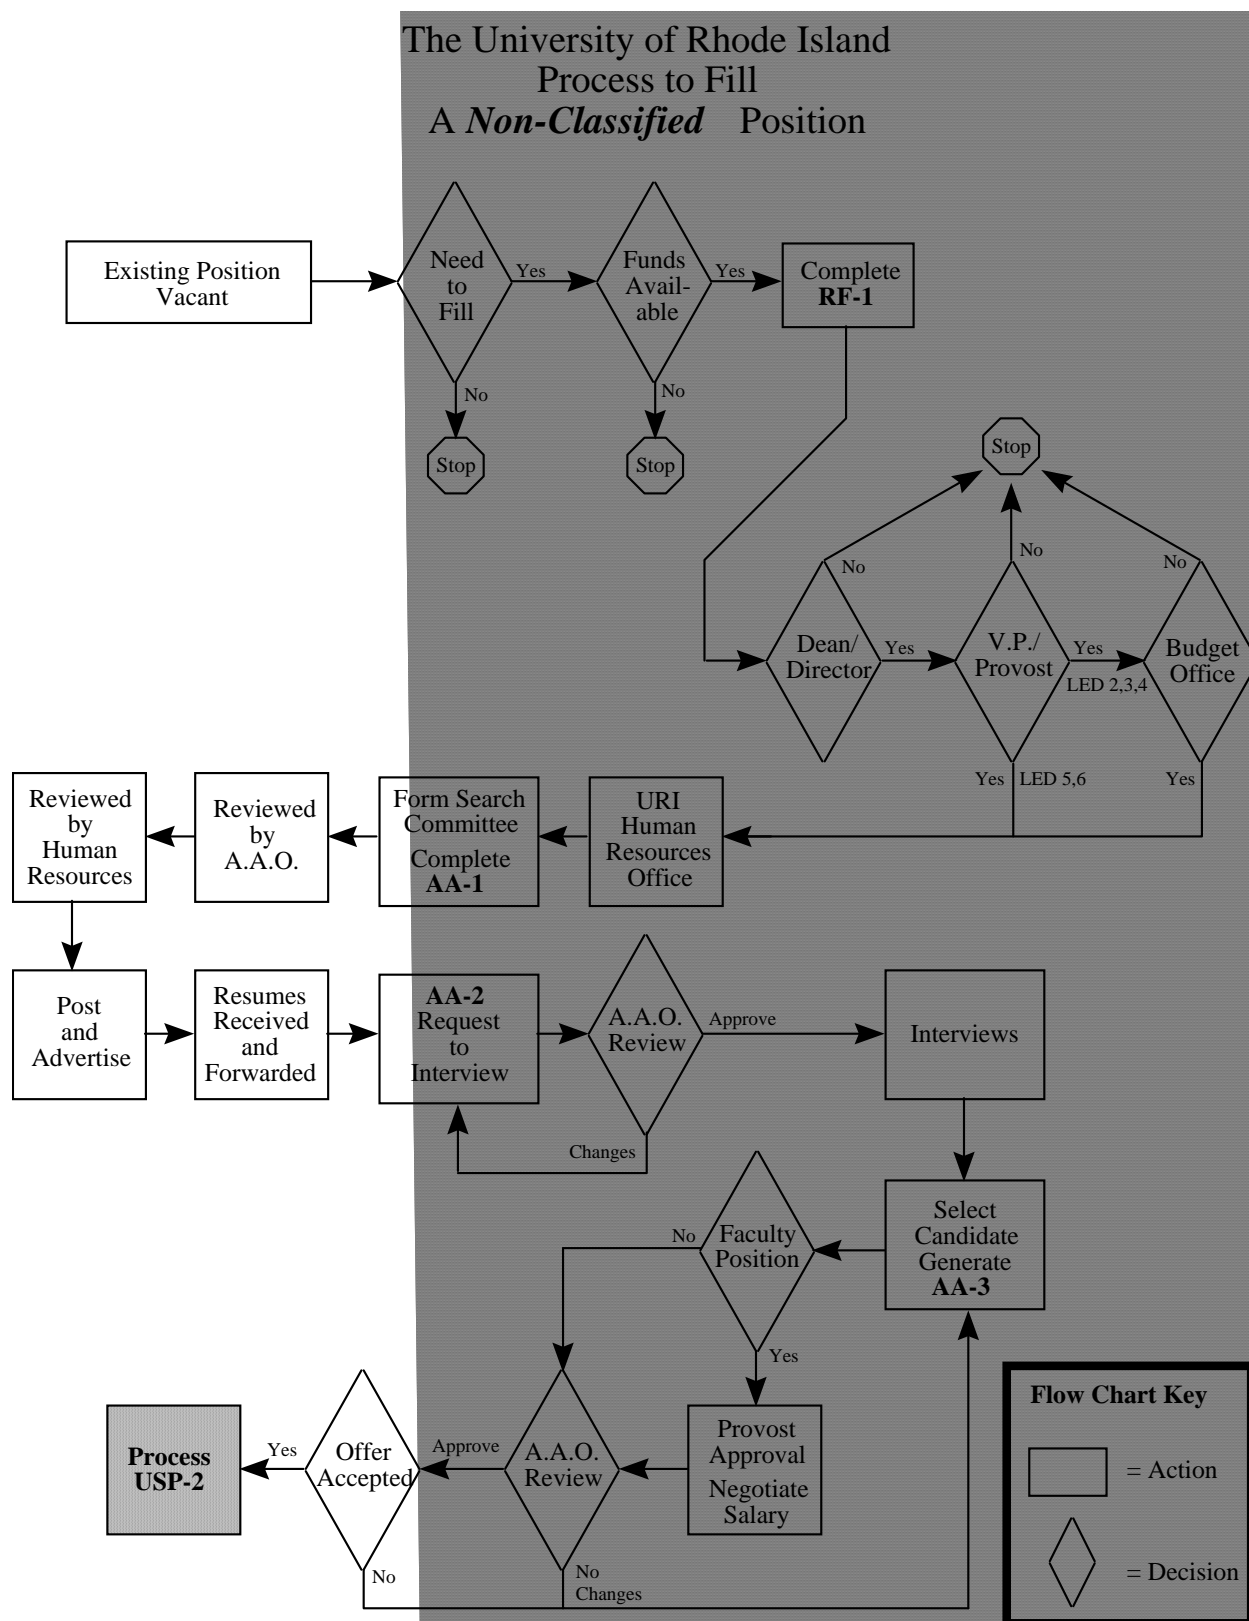 The University of Rhode Island
Process to Fill
A Non-Classified Position
Existing Position
Vacant
Need
to
Fill
Yes
Funds
Avail-
able
Yes
Complete
RF-1
No
No
Stop
Stop
Stop
No
No
No
Dean/
Director
Yes
V.P./
Provost
Yes
LED 2,3,4
Budget
Office
Yes
LED 5,6
Yes
Reviewed
by
Human
Resources
Reviewed
by
A.A.O.
Form Search
Committee
Complete
AA-1
URI
Human
Resources
Office
Post
and
Advertise
Resumes
Received
and
Forwarded
AA-2
Request
to
Interview
A.A.O.
Review
Approve
Interviews
Changes
No
Faculty
Position
Select
Candidate
Generate
AA-3
Yes
Process
USP-2
Yes
Offer
Accepted
Approve
A.A.O.
Review
Provost
Approval
Negotiate
Salary
No
No
Changes
Flow Chart Key
= Action
= Decision